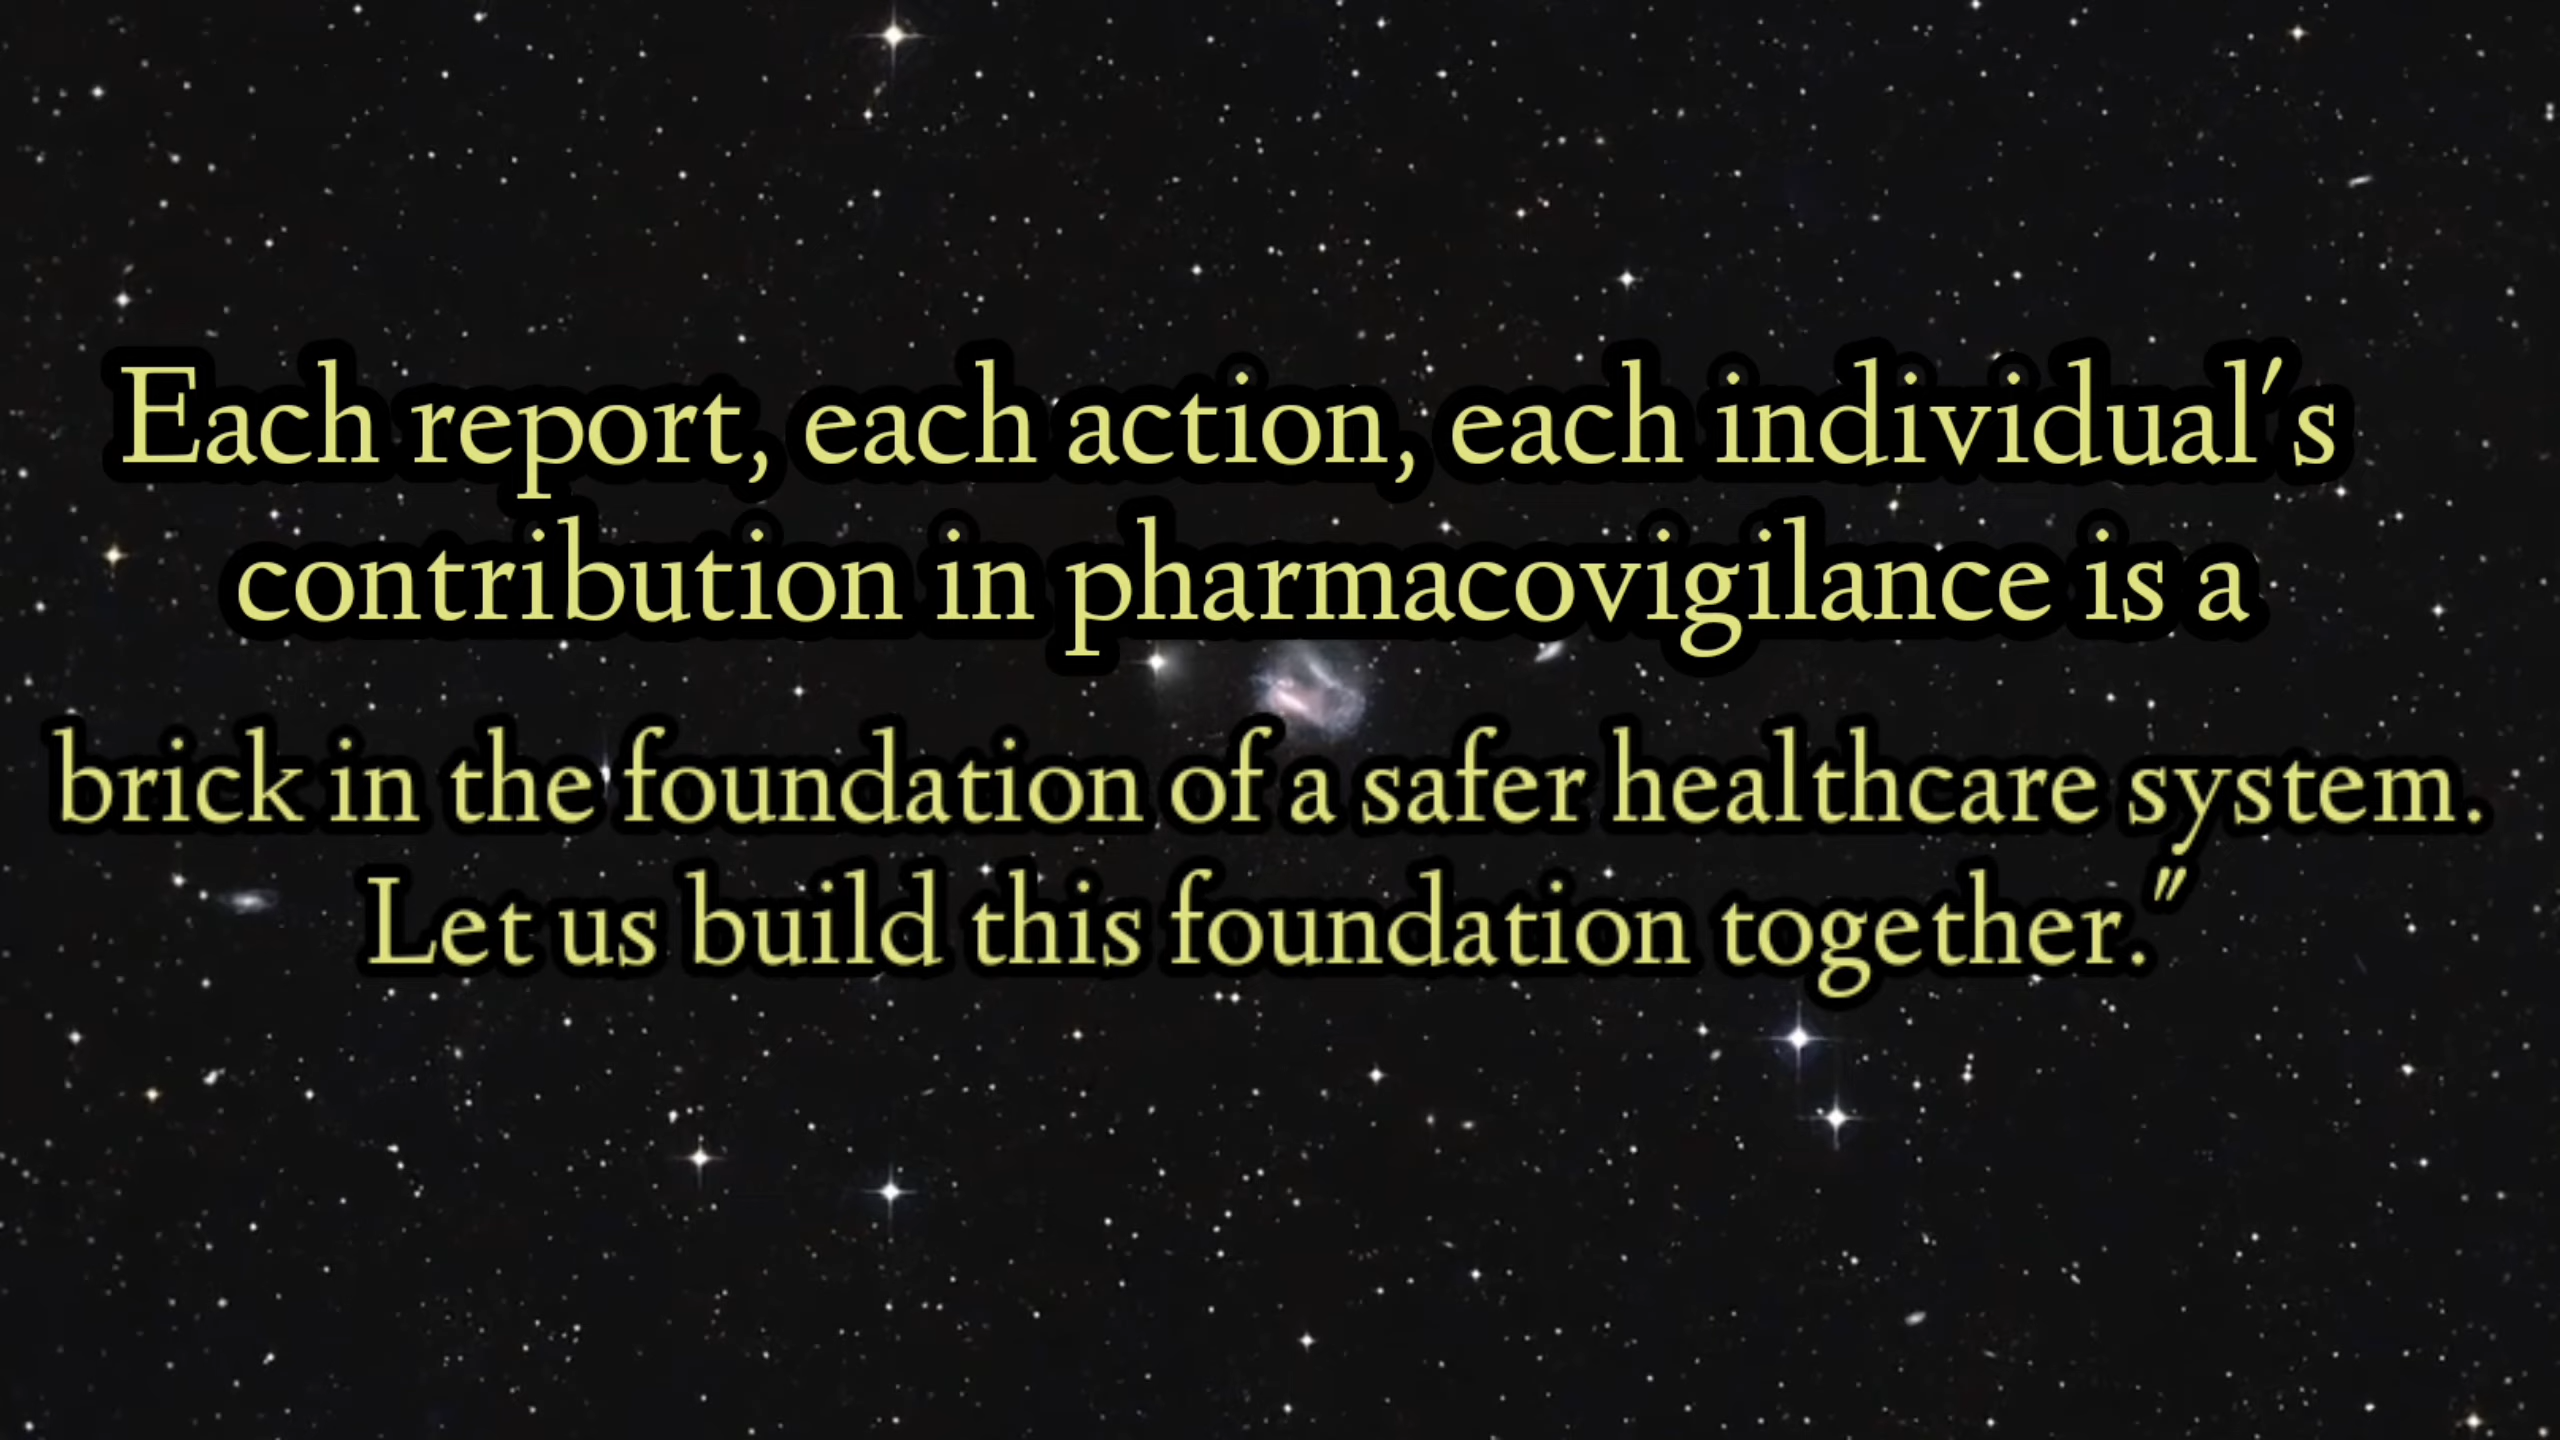 Each report, each action, each individual's
contribution in pharmacovigilance is a
brick in the foundation of a safer healthcare system.
Let us build this foundation together."